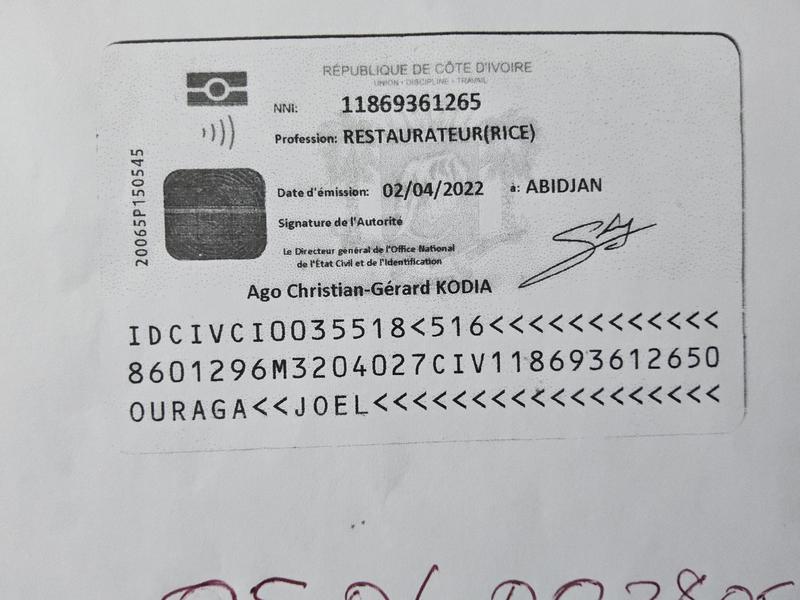 RÉPUBLIQUE DE CÔTE D'IVOIRE
UNION - DISCIPLINE - TRAVAIL
NNI: 11869361265
Profession: RESTAURATEUR(RICE)
20065P150545
Date d'émission: 02/04/2022 à: ABIDJAN
Signature de l'Autorité
Le Directeur général de l'Office National
de l'État Civil et de l'Identification
Ago Christian-Gérard KODIA
IDCIVCI0035518<516<<<<<<<<<<<<
8601296M3204027CIV118693612650
OURAGA<<JOEL<<<<<<<<<<<<<<<<<<